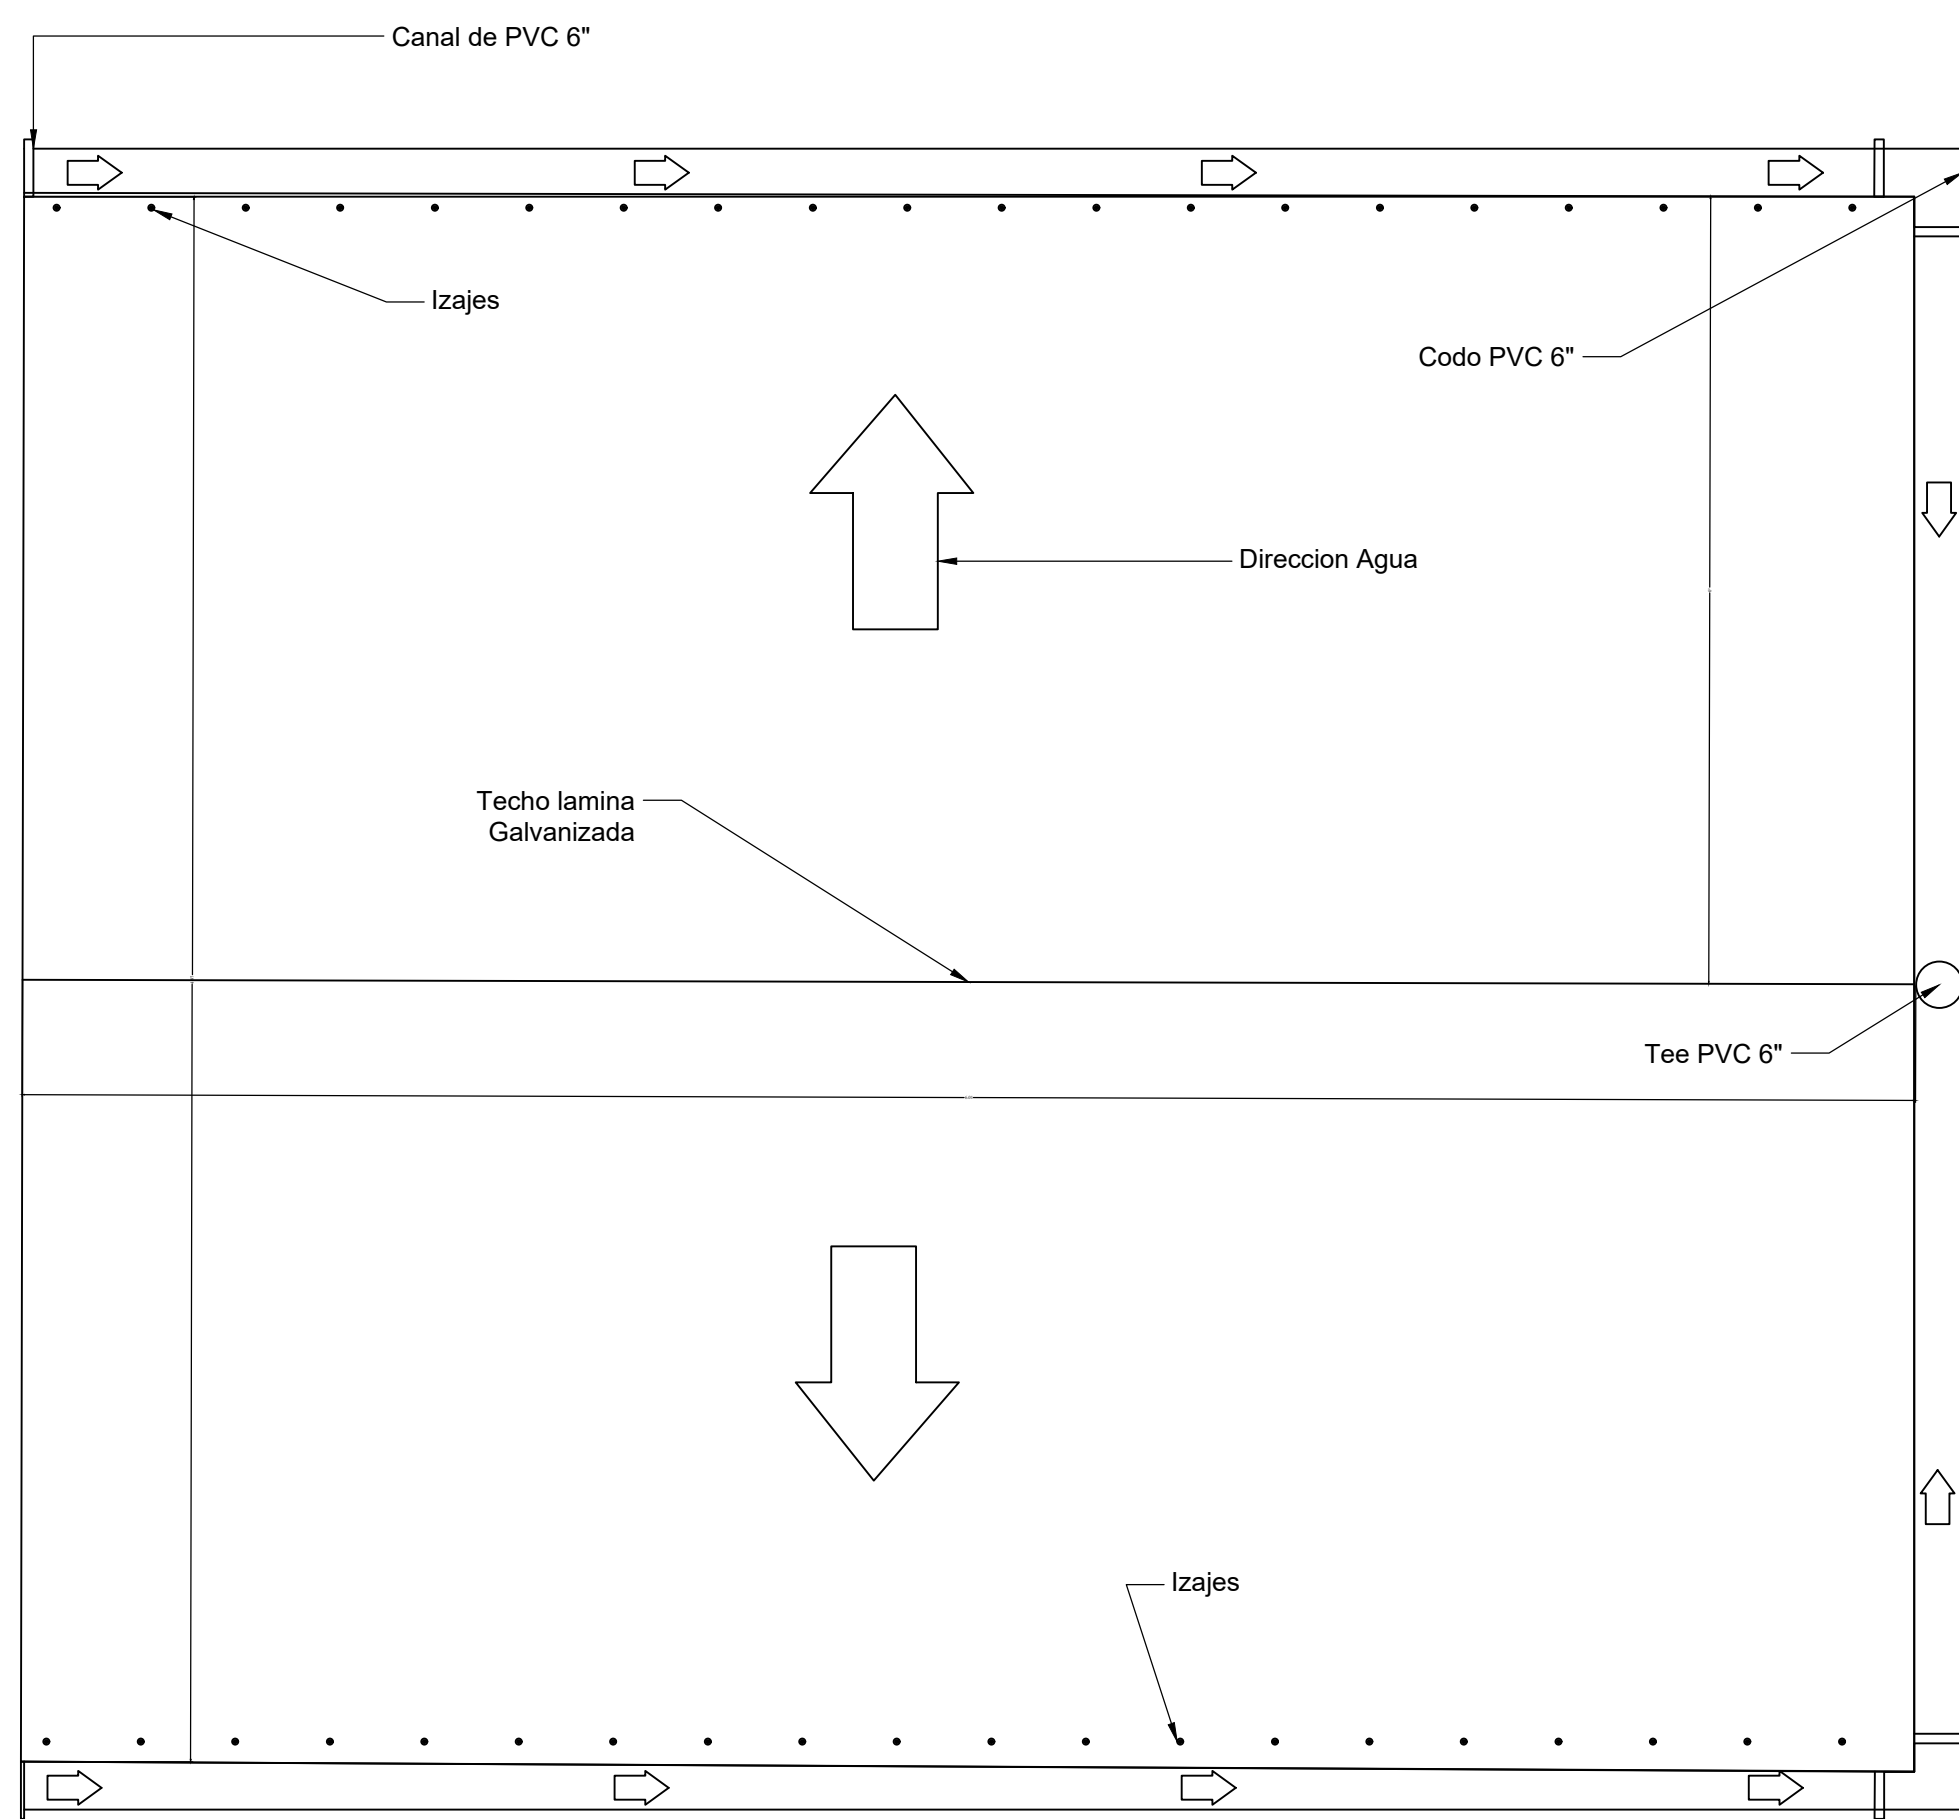 Canal de PVC 6"
Izajes
Codo PVC 6"
Direccion Agua
Techo lamina
Galvanizada
Tee PVC 6"
Izajes